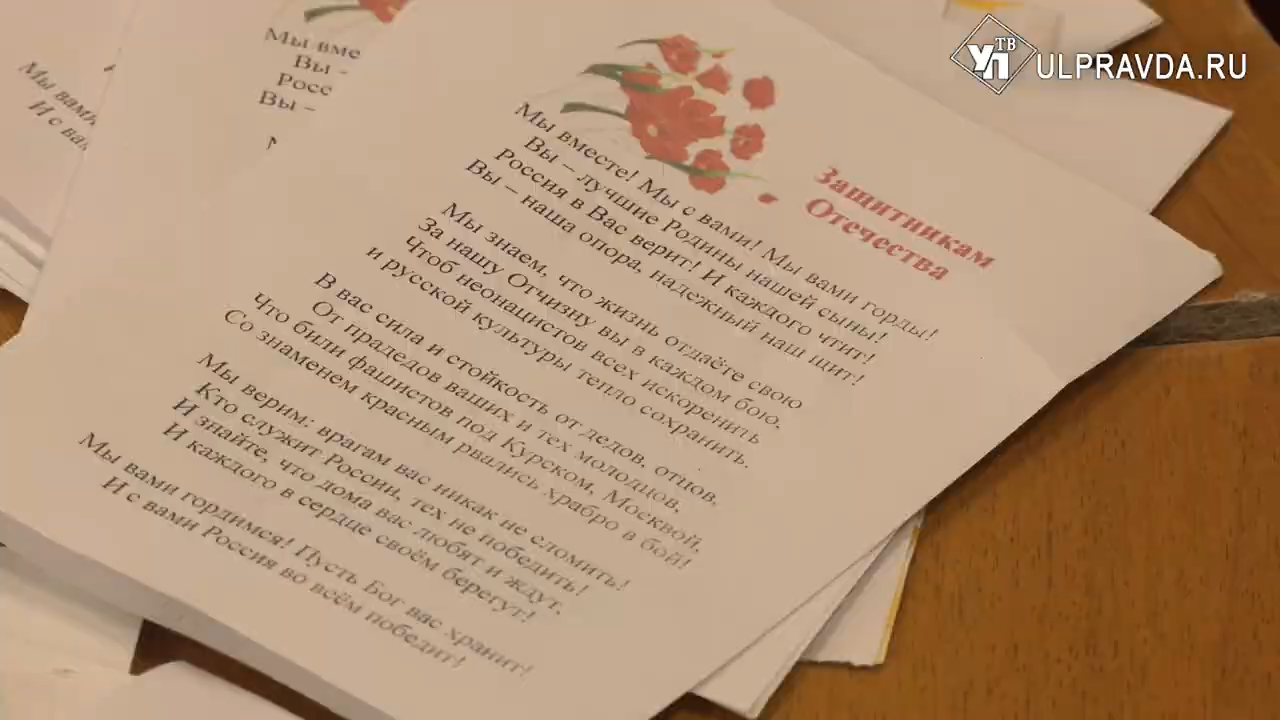 УП ТВ
ULPRAVDA.RU
Защитникам
Отечества
Мы вместе! Мы с вами! Мы вами горды!
Вы – лучшие Родины нашей сыны!
Россия в Вас верит! И каждого чтит!
Вы – наша опора, надежный наш щит!
Мы знаем, что жизнь отдаёте свою
За нашу Отчизну вы в каждом бою,
Чтоб неонацистов всех искоренить
и русской культуры тепло сохранить.
В вас сила и стойкость от дедов, отцов,
От прадедов ваших и тех молодцов,
Что били фашистов под Курском, Москвой,
Со знаменем красным рвались храбро в бой!
Мы верим: врагам вас никак не сломить!
Кто служит России, тех не победить!
И знайте, что дома вас любят и ждут,
И каждого в сердце своём берегут!
Мы вами гордимся! Пусть Бог вас хранит!
И с вами Россия во всём победит!
Мы вме
Вы -
Росс
Вы –
Мы вами
И с ва